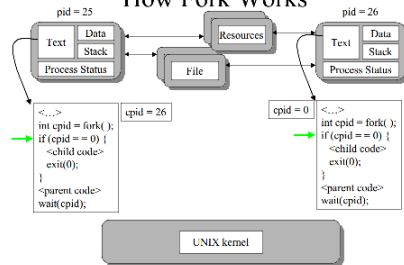 How Fork Works
pid = 25
pid = 26
Text
Data
Stack
Process Status
Resources
File
Text
Data
Stack
Process Status
<...>
int cpid = fork( );
if (cpid = = 0) {
<child code>
exit(0);
}
<parent code>
wait(cpid);
cpid = 26
cpid = 0
<...>
int cpid = fork( );
if (cpid = = 0) {
<child code>
exit(0);
}
<parent code>
wait(cpid);
UNIX kernel